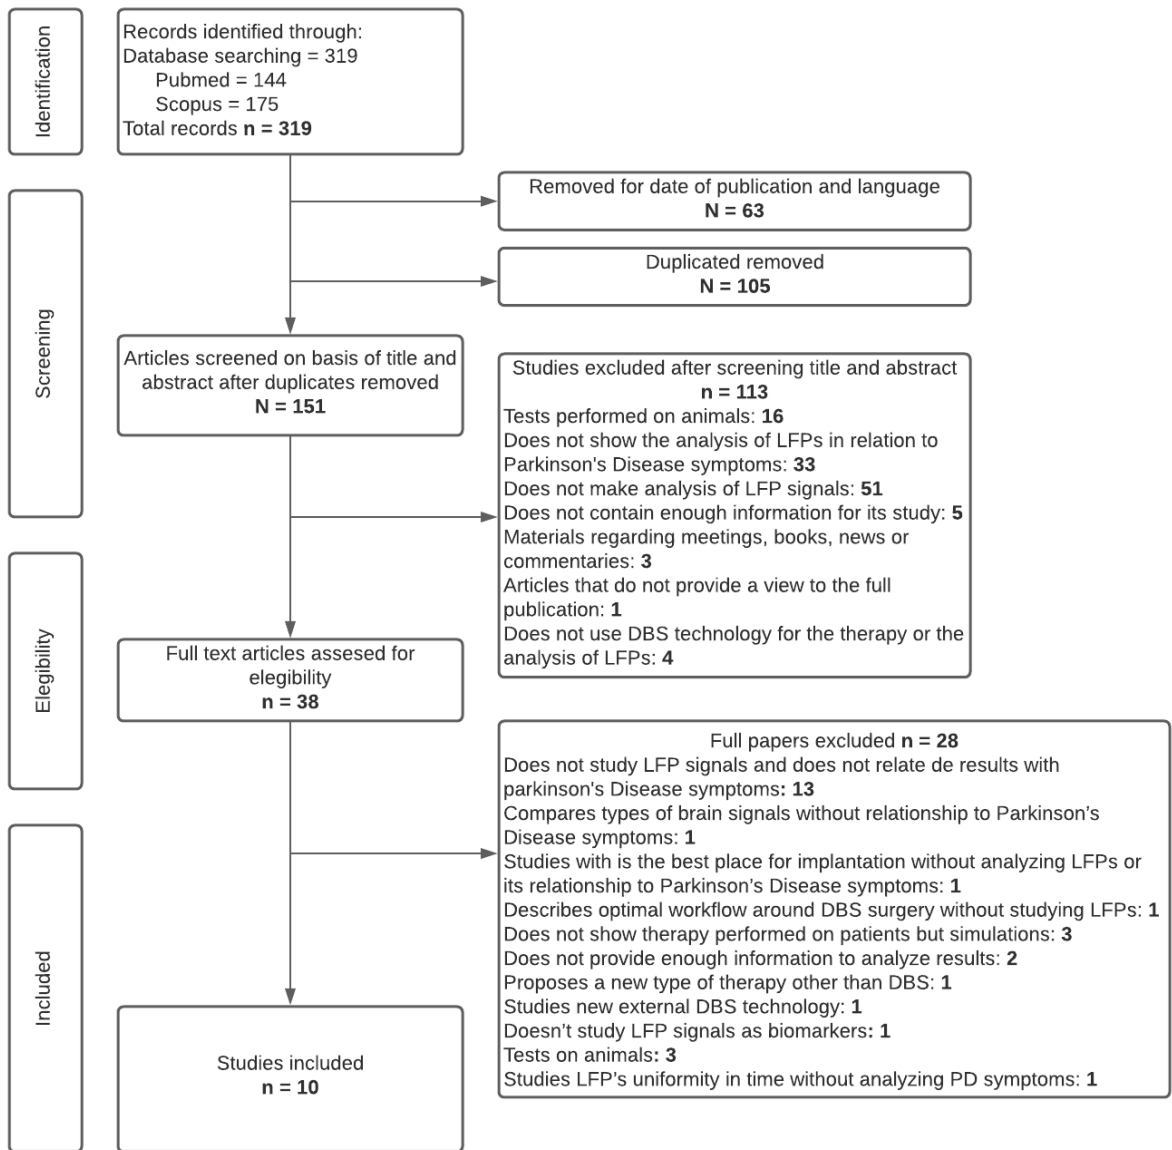 Identification
Records identified through:
Database searching = 319
Pubmed = 144
Scopus = 175
Total records n = 319
Screening
Removed for date of publication and language
N = 63
Duplicated removed
N = 105
Articles screened on basis of title and
abstract after duplicates removed
N = 151
Studies excluded after screening title and abstract
n = 113
Tests performed on animals: 16
Does not show the analysis of LFPs in relation to
Parkinson's Disease symptoms: 33
Does not make analysis of LFP signals: 51
Does not contain enough information for its study: 5
Materials regarding meetings, books, news or
commentaries: 3
Articles that do not provide a view to the full
publication: 1
Does not use DBS technology for the therapy or the
analysis of LFPs: 4
Elegibility
Full text articles assesed for
elegibility
n = 38
Full papers excluded n = 28
Does not study LFP signals and does not relate de results with
parkinson's Disease symptoms: 13
Compares types of brain signals without relationship to Parkinson’s
Disease symptoms: 1
Studies with is the best place for implantation without analyzing LFPs or
its relationship to Parkinson’s Disease symptoms: 1
Describes optimal workflow around DBS surgery without studying LFPs: 1
Does not show therapy performed on patients but simulations: 3
Does not provide enough information to analyze results: 2
Proposes a new type of therapy other than DBS: 1
Studies new external DBS technology: 1
Doesn’t study LFP signals as biomarkers: 1
Tests on animals: 3
Studies LFP’s uniformity in time without analyzing PD symptoms: 1
Included
Studies included
n = 10